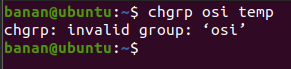 banan@ubuntu:~$ chgrp osi temp
chgrp: invalid group: ‘osi’
banan@ubuntu:~$